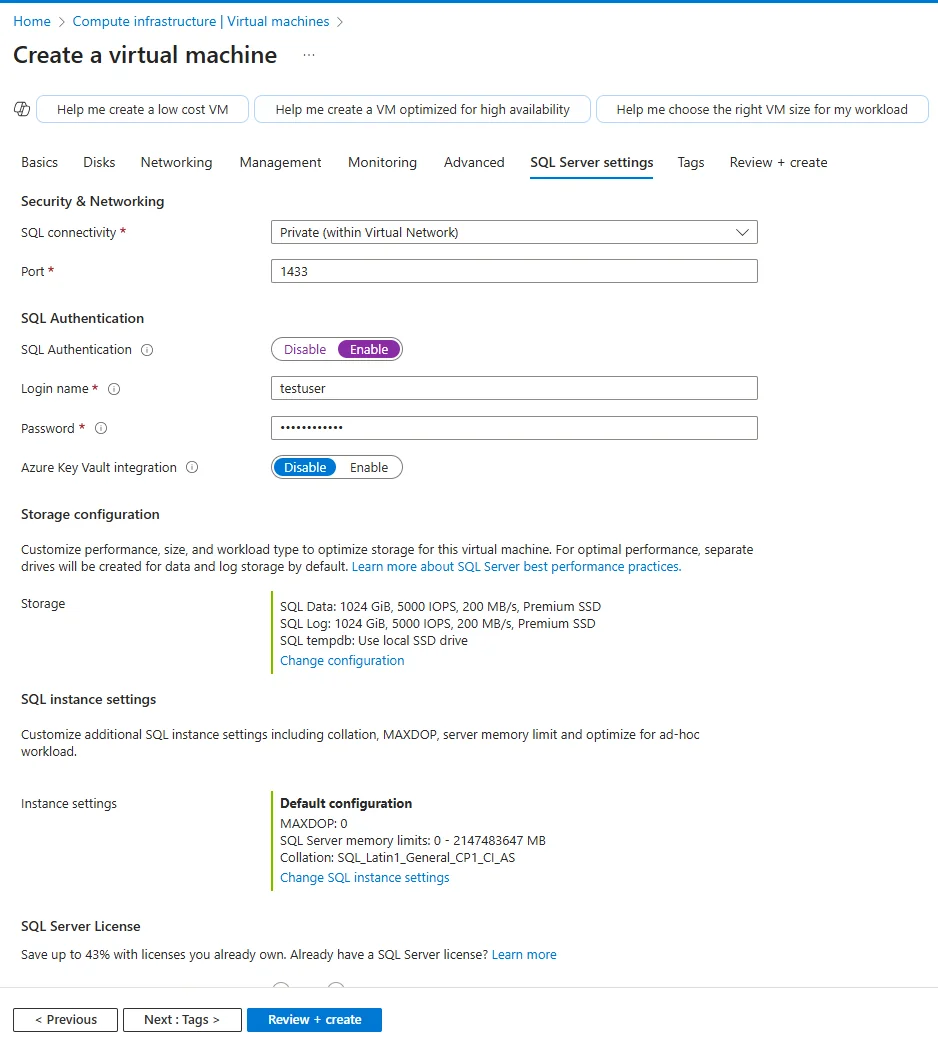 Home > Compute infrastructure | Virtual machines >
Create a virtual machine ...
Help me create a low cost VM Help me create a VM optimized for high availability Help me choose the right VM size for my workload
Basics Disks Networking Management Monitoring Advanced SQL Server settings Tags Review + create
Security & Networking
SQL connectivity * Private (within Virtual Network)
Port * 1433
SQL Authentication
SQL Authentication Disable Enable
Login name * testuser
Password * ••••••••••••
Azure Key Vault integration Disable Enable
Storage configuration
Customize performance, size, and workload type to optimize storage for this virtual machine. For optimal performance, separate
drives will be created for data and log storage by default. Learn more about SQL Server best performance practices.
Storage
SQL Data: 1024 GiB, 5000 IOPS, 200 MB/s, Premium SSD
SQL Log: 1024 GiB, 5000 IOPS, 200 MB/s, Premium SSD
SQL tempdb: Use local SSD drive
Change configuration
SQL instance settings
Customize additional SQL instance settings including collation, MAXDOP, server memory limit and optimize for ad-hoc
workload.
Instance settings Default configuration
MAXDOP: 0
SQL Server memory limits: 0 - 2147483647 MB
Collation: SQL_Latin1_General_CP1_CI_AS
Change SQL instance settings
SQL Server License
Save up to 43% with licenses you already own. Already have a SQL Server license? Learn more
< Previous Next : Tags > Review + create